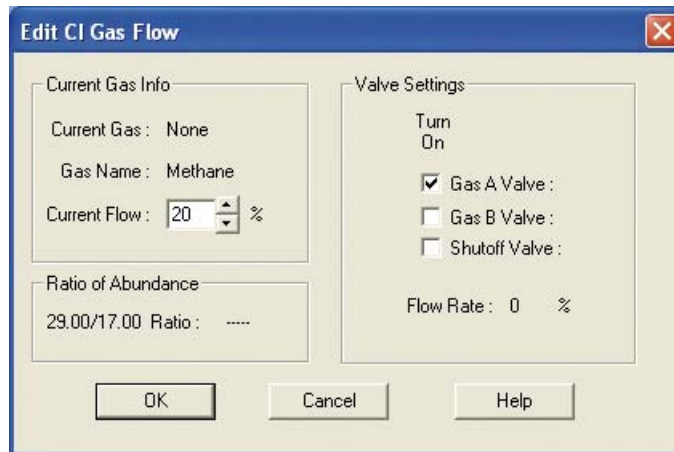 Edit CI Gas Flow
Current Gas Info
Current Gas : None
Gas Name : Methane
Current Flow : 20 %
Ratio of Abundance
29.00/17.00 Ratio : -----
Valve Settings
Turn
On
Gas A Valve :
Gas B Valve :
Shutoff Valve :
Flow Rate : 0 %
OK
Cancel
Help